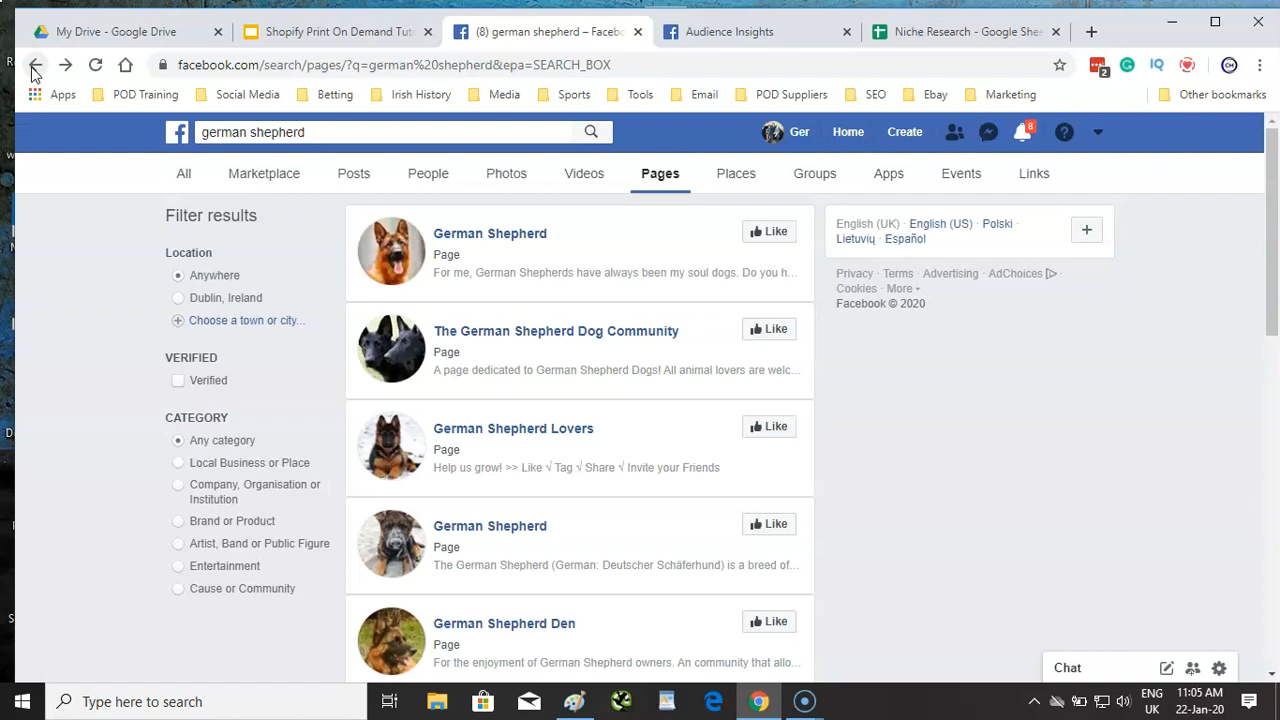 My Drive - Google Drive
Shopify Print On Demand Tut
(8) german shepherd – Facebo
Audience Insights
Niche Research - Google Shee
facebook.com/search/pages/?q=german%20shepherd&epa=SEARCH_BOX
2
IQ
CH
Apps
POD Training
Social Media
Betting
Irish History
Media
Sports
Tools
Email
POD Suppliers
SEO
Ebay
Marketing
Other bookmarks
german shepherd
Ger
Home
Create
8
All
Marketplace
Posts
People
Photos
Videos
Pages
Places
Groups
Apps
Events
Links
Filter results
Location
Anywhere
Dublin, Ireland
Choose a town or city...
VERIFIED
Verified
CATEGORY
Any category
Local Business or Place
Company, Organisation or
Institution
Brand or Product
Artist, Band or Public Figure
Entertainment
Cause or Community
German Shepherd
Like
Page
For me, German Shepherds have always been my soul dogs. Do you h...
The German Shepherd Dog Community
Like
Page
A page dedicated to German Shepherd Dogs! All animal lovers are welc...
German Shepherd Lovers
Like
Page
Help us grow! >> Like √ Tag √ Share √ Invite your Friends
German Shepherd
Like
Page
The German Shepherd (German: Deutscher Schäferhund) is a breed of...
German Shepherd Den
Like
Page
For the enjoyment of German Shepherd owners. An community that allo...
English (UK) · English (US) · Polski ·
Lietuvių · Español
Privacy · Terms · Advertising · AdChoices ·
Cookies · More
Facebook © 2020
Chat
Type here to search
ENG
UK
11:05 AM
22-Jan-20